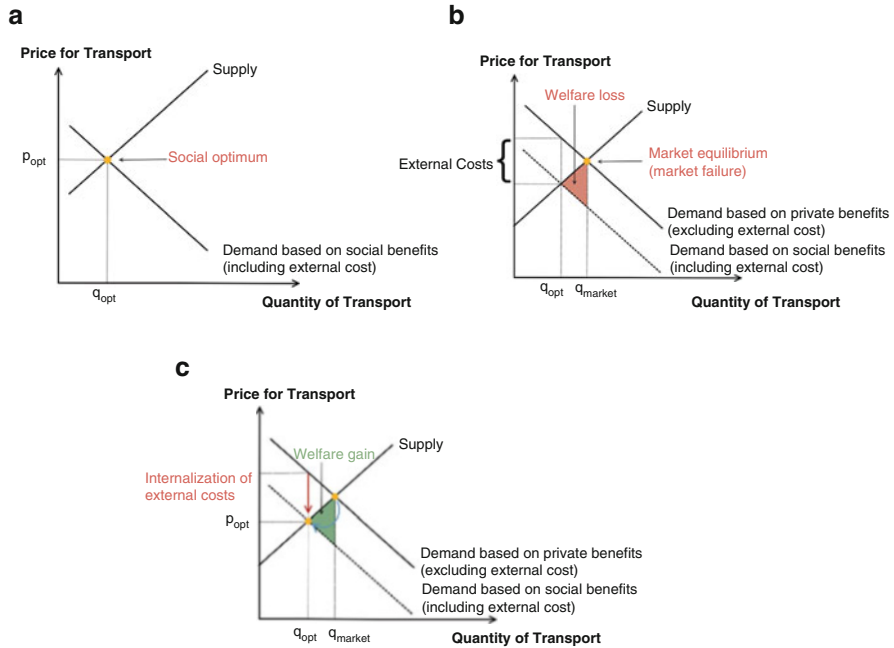 a
Price for Transport
Supply
p_opt
Social optimum
Demand based on social benefits
(including external cost)
q_opt
Quantity of Transport
b
Price for Transport
Welfare loss
Supply
External Costs
Market equilibrium
(market failure)
Demand based on private benefits
(excluding external cost)
Demand based on social benefits
(including external cost)
q_opt q_market
Quantity of Transport
c
Price for Transport
Supply
Welfare gain
Internalization of
external costs
p_opt
Demand based on private benefits
(excluding external cost)
Demand based on social benefits
(including external cost)
q_opt q_market
Quantity of Transport